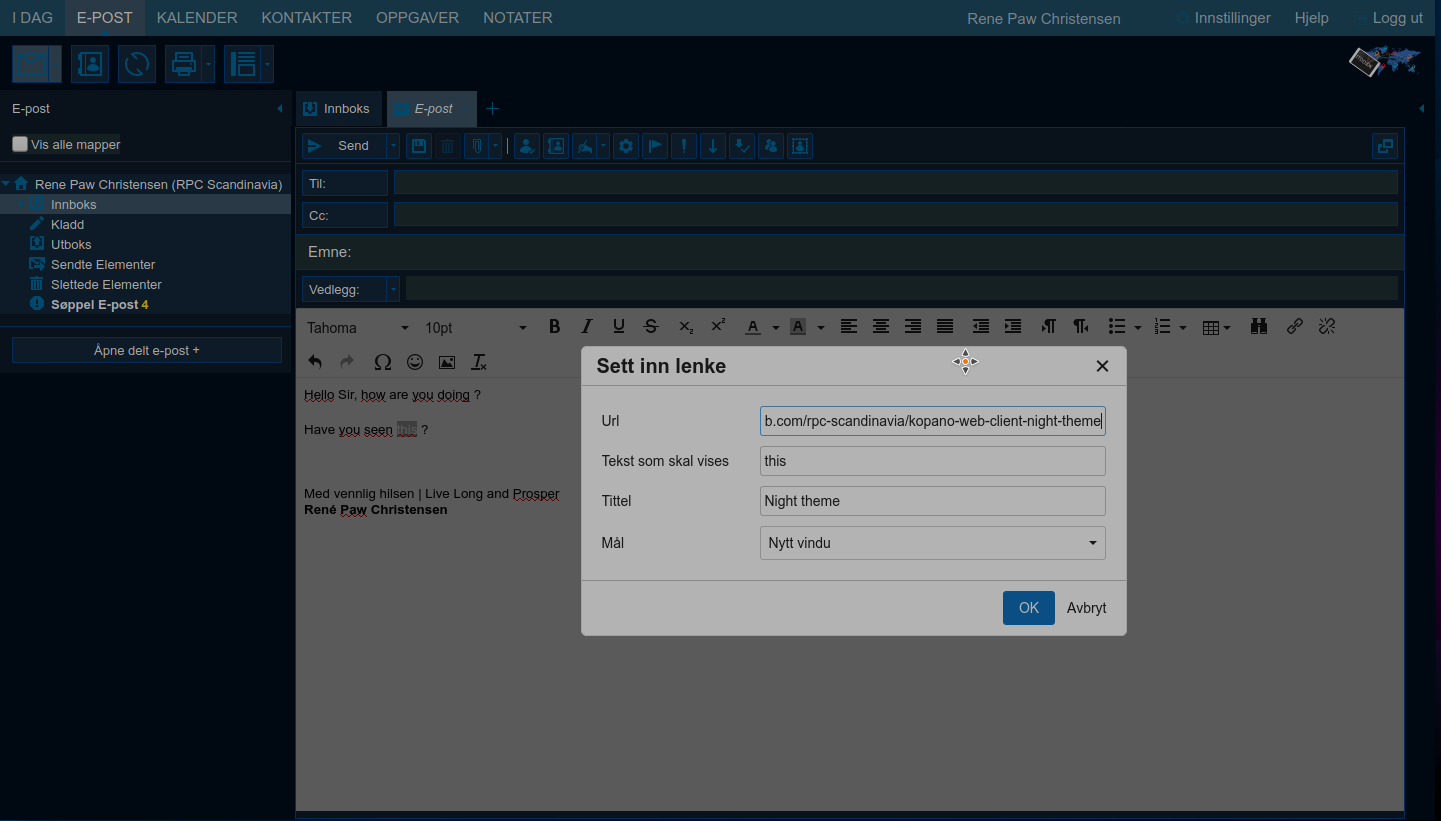 I DAG E-POST KALENDER KONTAKTER OPPGAVER NOTATER Rene Paw Christensen Innstillinger Hjelp Logg ut
E-post Innboks E-post
Vis alle mapper Send
Rene Paw Christensen (RPC Scandinavia) Til:
Innboks Cc:
Kladd
Utboks Emne:
Sendte Elementer
Slettede Elementer Vedlegg:
Søppel E-post 4
Tahoma 10pt
Åpne delt e-post +
Sett inn lenke
Hello Sir, how are you doing ?
Url b.com/rpc-scandinavia/kopano-web-client-night-theme
Have you seen this ?
Tekst som skal vises this
Med vennlig hilsen | Live Long and Prosper
Tittel Night theme
René Paw Christensen
Mål Nytt vindu
OK Avbryt